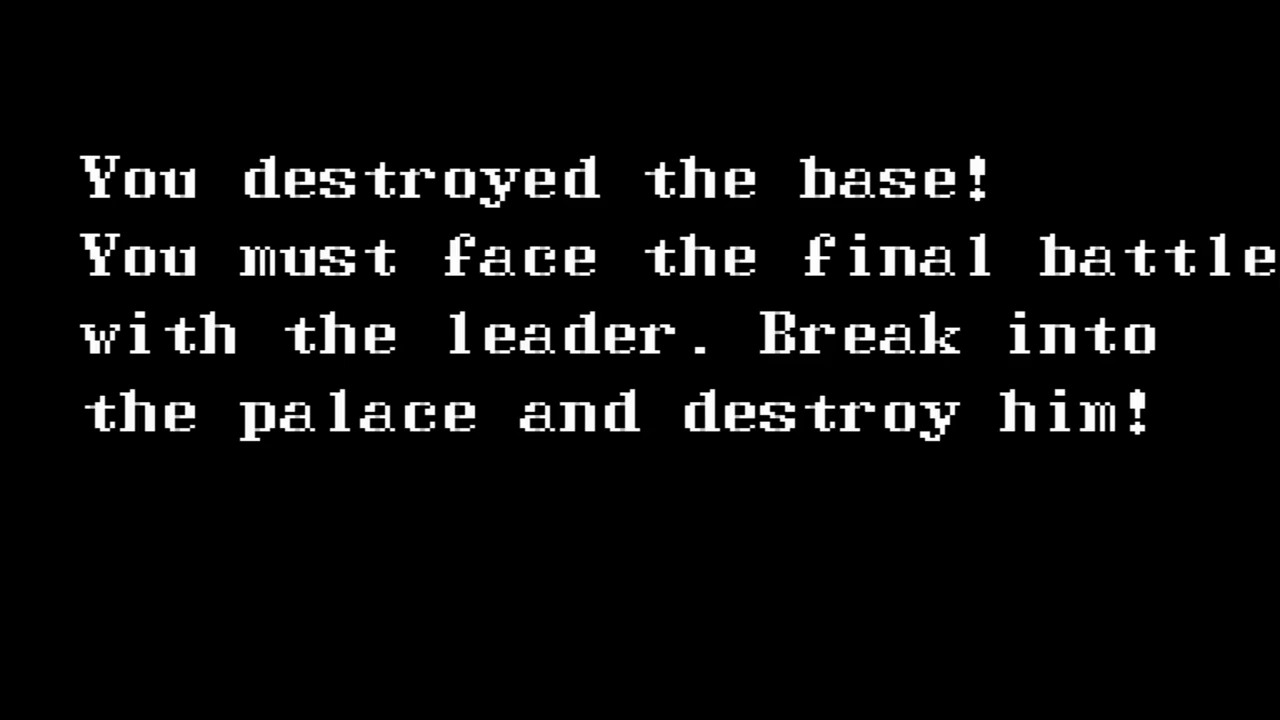 You destroyed the base!
You must face the final battle
with the leader. Break into
the palace and destroy him!